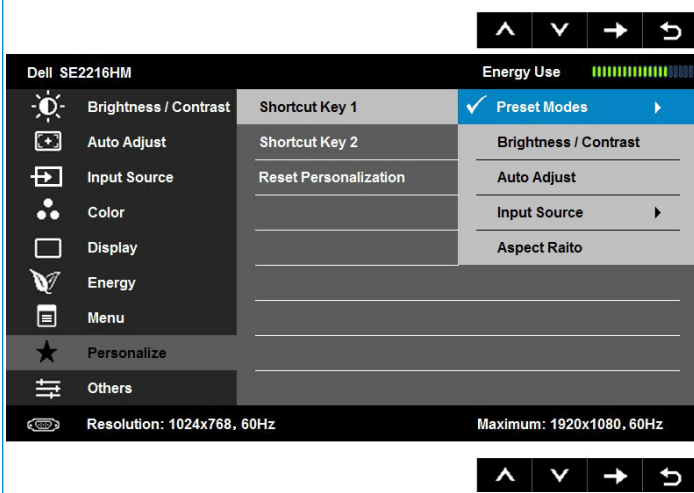 Dell SE2216HM Energy Use
Brightness / Contrast Shortcut Key 1 Preset Modes
Auto Adjust Shortcut Key 2 Brightness / Contrast
Input Source Reset Personalization Auto Adjust
Color Input Source
Display Aspect Raito
Energy
Menu
Personalize
Others
Resolution: 1024x768, 60Hz Maximum: 1920x1080, 60Hz